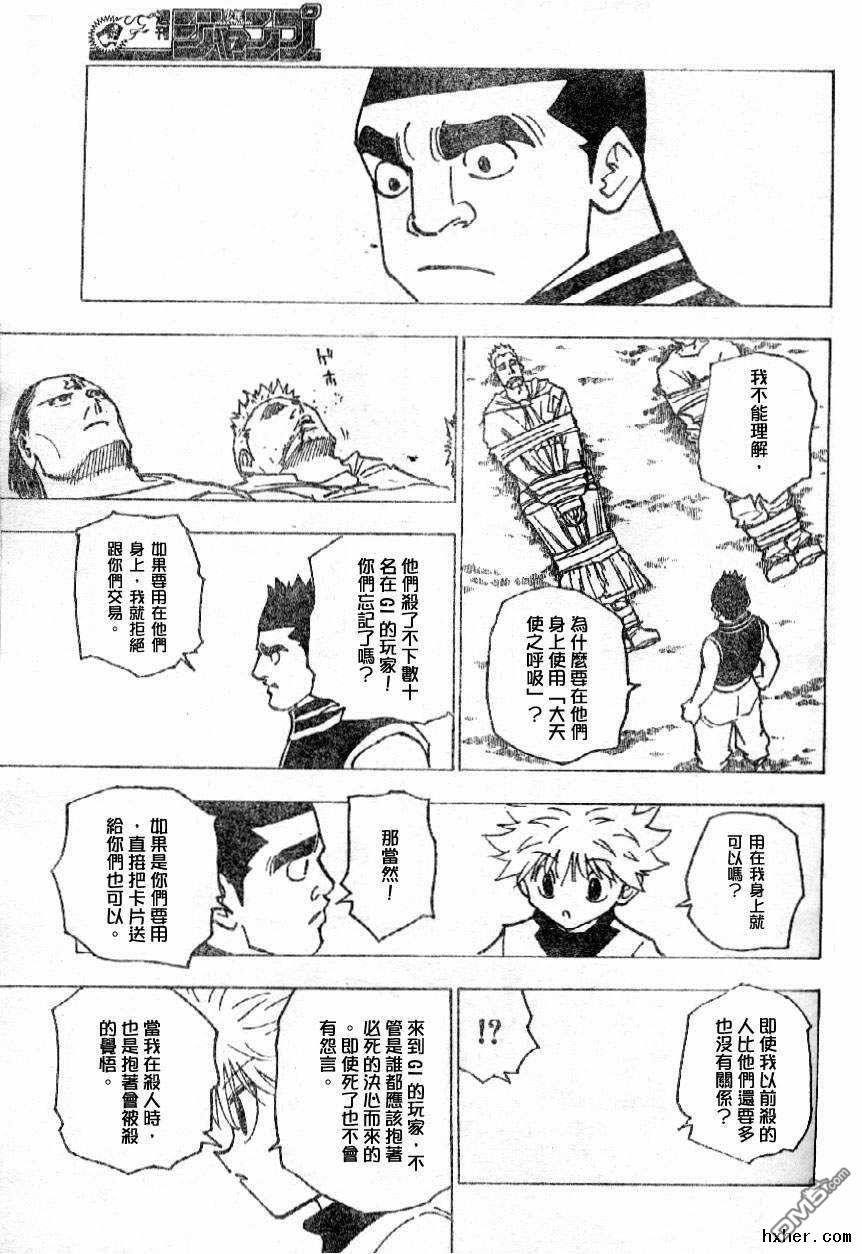 週刊
ジャンプ
我不能理解，
為什麼要在他們
身上使用「大天
使之呼吸」？
ゲホ
他們殺了不下數十
名在GI的玩家！
你們忘記了嗎？
如果要用在他們
身上，我就拒絕
跟你們交易。
用在我身上就
可以嗎？
那當然！
如果是你們要用
，直接把卡片送
給你們也可以。
即使我以前殺的
人比他們還要多
也沒有關係？
!?
來到GI的玩家，不
管是誰都應該抱著
必死的決心而來的
。即使死了也不會
有怨言。
當我在殺人時，
也是抱著會被殺
的覺悟。
DM5.com
hxher.com